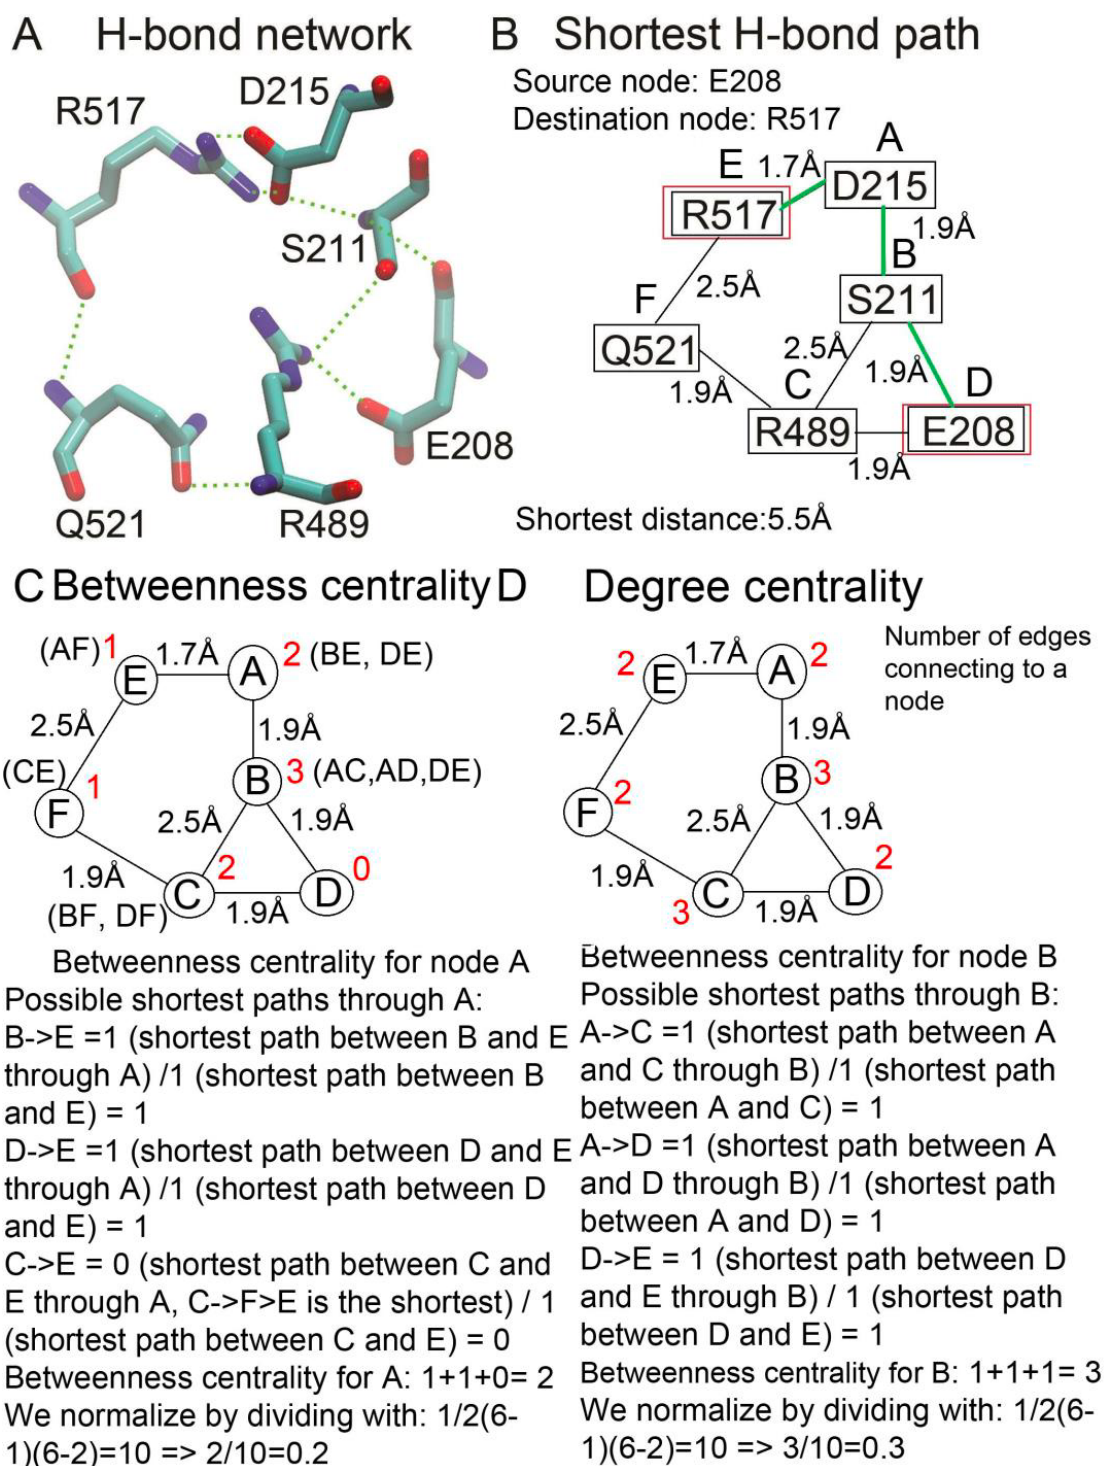 A H-bond network
R517
D215
S211
E208
Q521
R489
B Shortest H-bond path
Source node: E208
Destination node: R517
A
E 1.7Å
D215
R517
1.9Å
B
2.5Å
S211
F
Q521
2.5Å
1.9Å
C
1.9Å
D
R489
E208
1.9Å
Shortest distance:5.5Å
C Betweenness centrality
(AF) 1
1.7Å
2 (BE, DE)
E
A
2.5Å
1.9Å
(CE)
1
B
3 (AC,AD,DE)
F
2.5Å
1.9Å
1.9Å
2
0
(BF, DF)
C
D
1.9Å
D Degree centrality
Number of edges
connecting to a
node
2
E
1.7Å
A
2
2.5Å
1.9Å
2
B
3
F
2.5Å
1.9Å
1.9Å
2
C
D
3
1.9Å
Betweenness centrality for node A
Possible shortest paths through A:
B->E =1 (shortest path between B and E
through A) /1 (shortest path between B
and E) = 1
D->E =1 (shortest path between D and E
through A) /1 (shortest path between D
and E) = 1
C->E = 0 (shortest path between C and
E through A, C->F>E is the shortest) / 1
(shortest path between C and E) = 0
Betweenness centrality for A: 1+1+0= 2
We normalize by dividing with: 1/2(6-
1)(6-2)=10 => 2/10=0.2
Betweenness centrality for node B
Possible shortest paths through B:
A->C =1 (shortest path between A
and C through B) /1 (shortest path
between A and C) = 1
A->D =1 (shortest path between A
and D through B) /1 (shortest path
between A and D) = 1
D->E = 1 (shortest path between D
and E through B) / 1 (shortest path
between D and E) = 1
Betweenness centrality for B: 1+1+1= 3
We normalize by dividing with: 1/2(6-
1)(6-2)=10 => 3/10=0.3